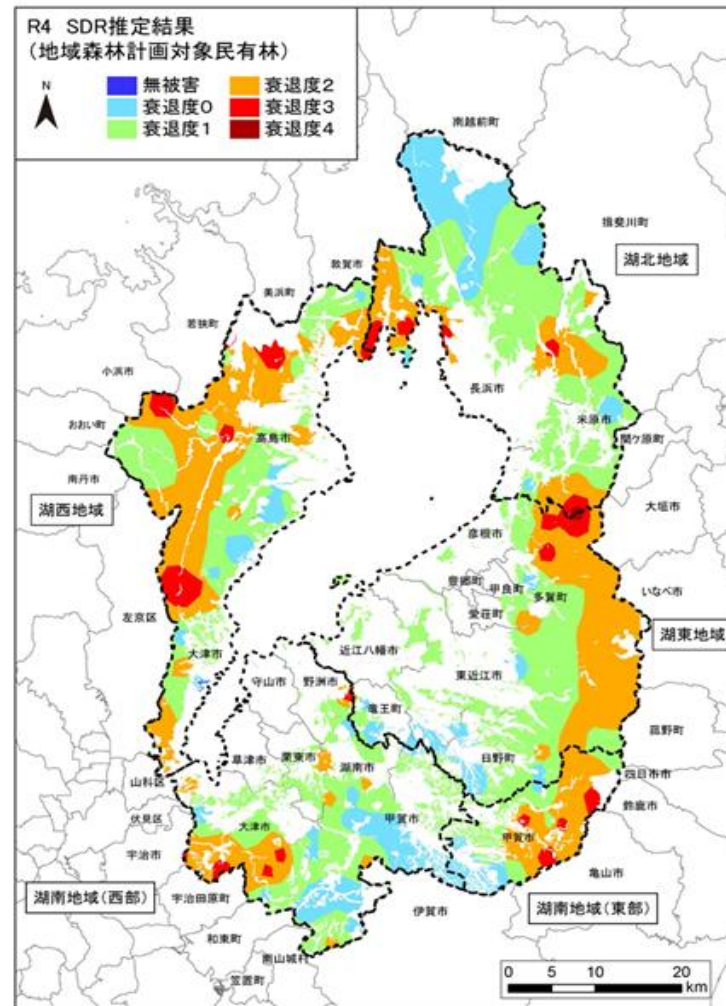 R4 SDR推定結果
(地域森林計画対象民有林)
N
無被害
衰退度0
衰退度1
衰退度2
衰退度3
衰退度4
南越前町
揖斐川町
湖北地域
敦賀市
美浜町
若狭町
小浜市
おおい町
南丹市
高島市
長浜市
米原市
関ケ原町
大垣市
湖西地域
彦根市
豊郷町
甲良町
多賀町
いなべ市
愛荘町
左京区
湖東地域
大津市
近江八幡市
東近江市
守山市
野洲市
竜王町
菰野町
草津市
栗東市
湖南市
日野町
四日市市
山科区
鈴鹿市
伏見区
大津市
甲賀市
甲賀市
宇治市
亀山市
湖南地域(西部)
宇治田原町
伊賀市
湖南地域(東部)
和束町
南山城村
笠置町
0 5 10 20
km